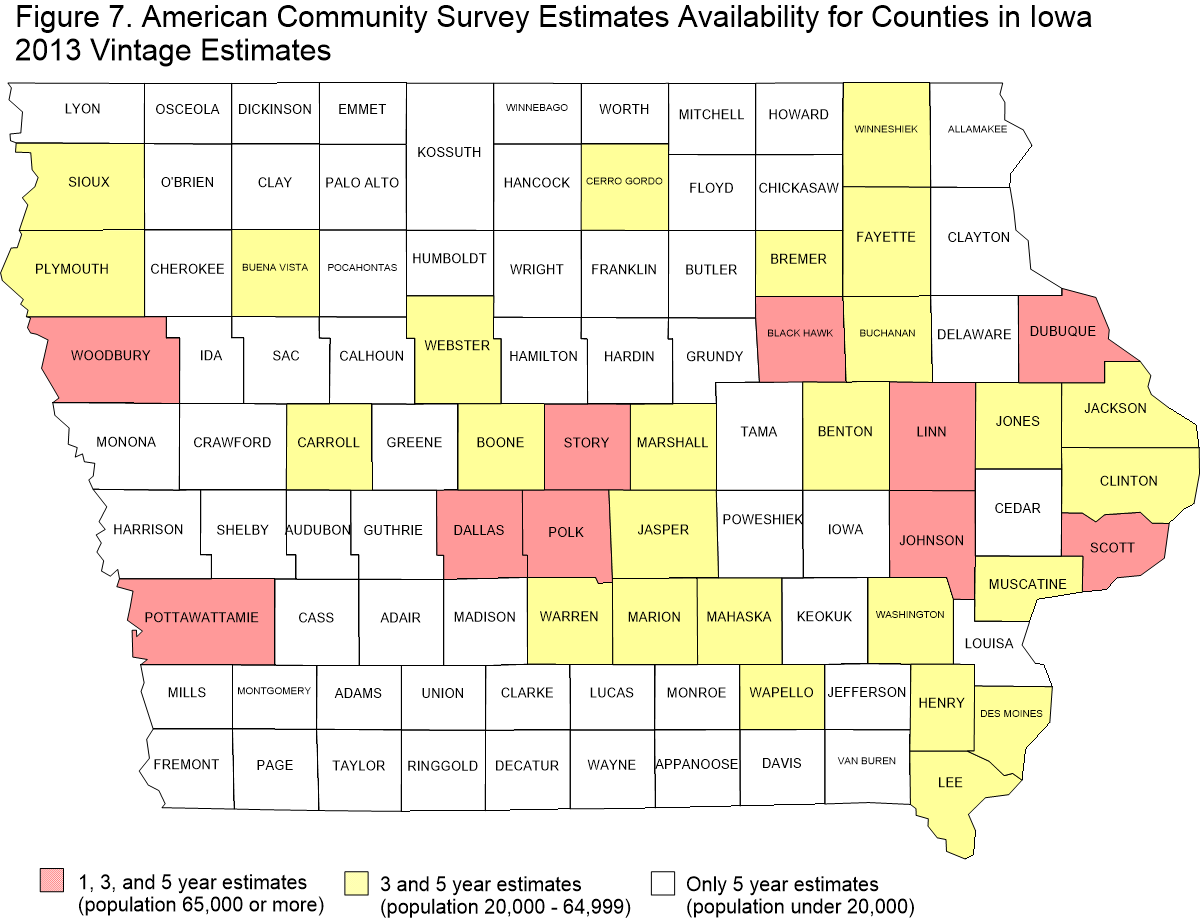 Figure 7. American Community Survey Estimates Availability for Counties in Iowa
2013 Vintage Estimates
LYON
OSCEOLA
DICKINSON
EMMET
KOSSUTH
WINNEBAGO
WORTH
MITCHELL
HOWARD
WINNESHIEK
ALLAMAKEE
SIOUX
O'BRIEN
CLAY
PALO ALTO
HANCOCK
CERRO GORDO
FLOYD
CHICKASAW
FAYETTE
CLAYTON
PLYMOUTH
CHEROKEE
BUENA VISTA
POCAHONTAS
HUMBOLDT
WRIGHT
FRANKLIN
BUTLER
BREMER
WOODBURY
IDA
SAC
CALHOUN
WEBSTER
HAMILTON
HARDIN
GRUNDY
BLACK HAWK
BUCHANAN
DELAWARE
DUBUQUE
MONONA
CRAWFORD
CARROLL
GREENE
BOONE
STORY
MARSHALL
TAMA
BENTON
LINN
JONES
JACKSON
CLINTON
HARRISON
SHELBY
AUDUBON
GUTHRIE
DALLAS
POLK
JASPER
POWESHIEK
IOWA
JOHNSON
CEDAR
SCOTT
MUSCATINE
POTTAWATTAMIE
CASS
ADAIR
MADISON
WARREN
MARION
MAHASKA
KEOKUK
WASHINGTON
LOUISA
MILLS
MONTGOMERY
ADAMS
UNION
CLARKE
LUCAS
MONROE
WAPELLO
JEFFERSON
HENRY
DES MOINES
FREMONT
PAGE
TAYLOR
RINGGOLD
DECATUR
WAYNE
APPANOOSE
DAVIS
VAN BUREN
LEE
1, 3, and 5 year estimates
(population 65,000 or more)
3 and 5 year estimates
(population 20,000 - 64,999)
Only 5 year estimates
(population under 20,000)